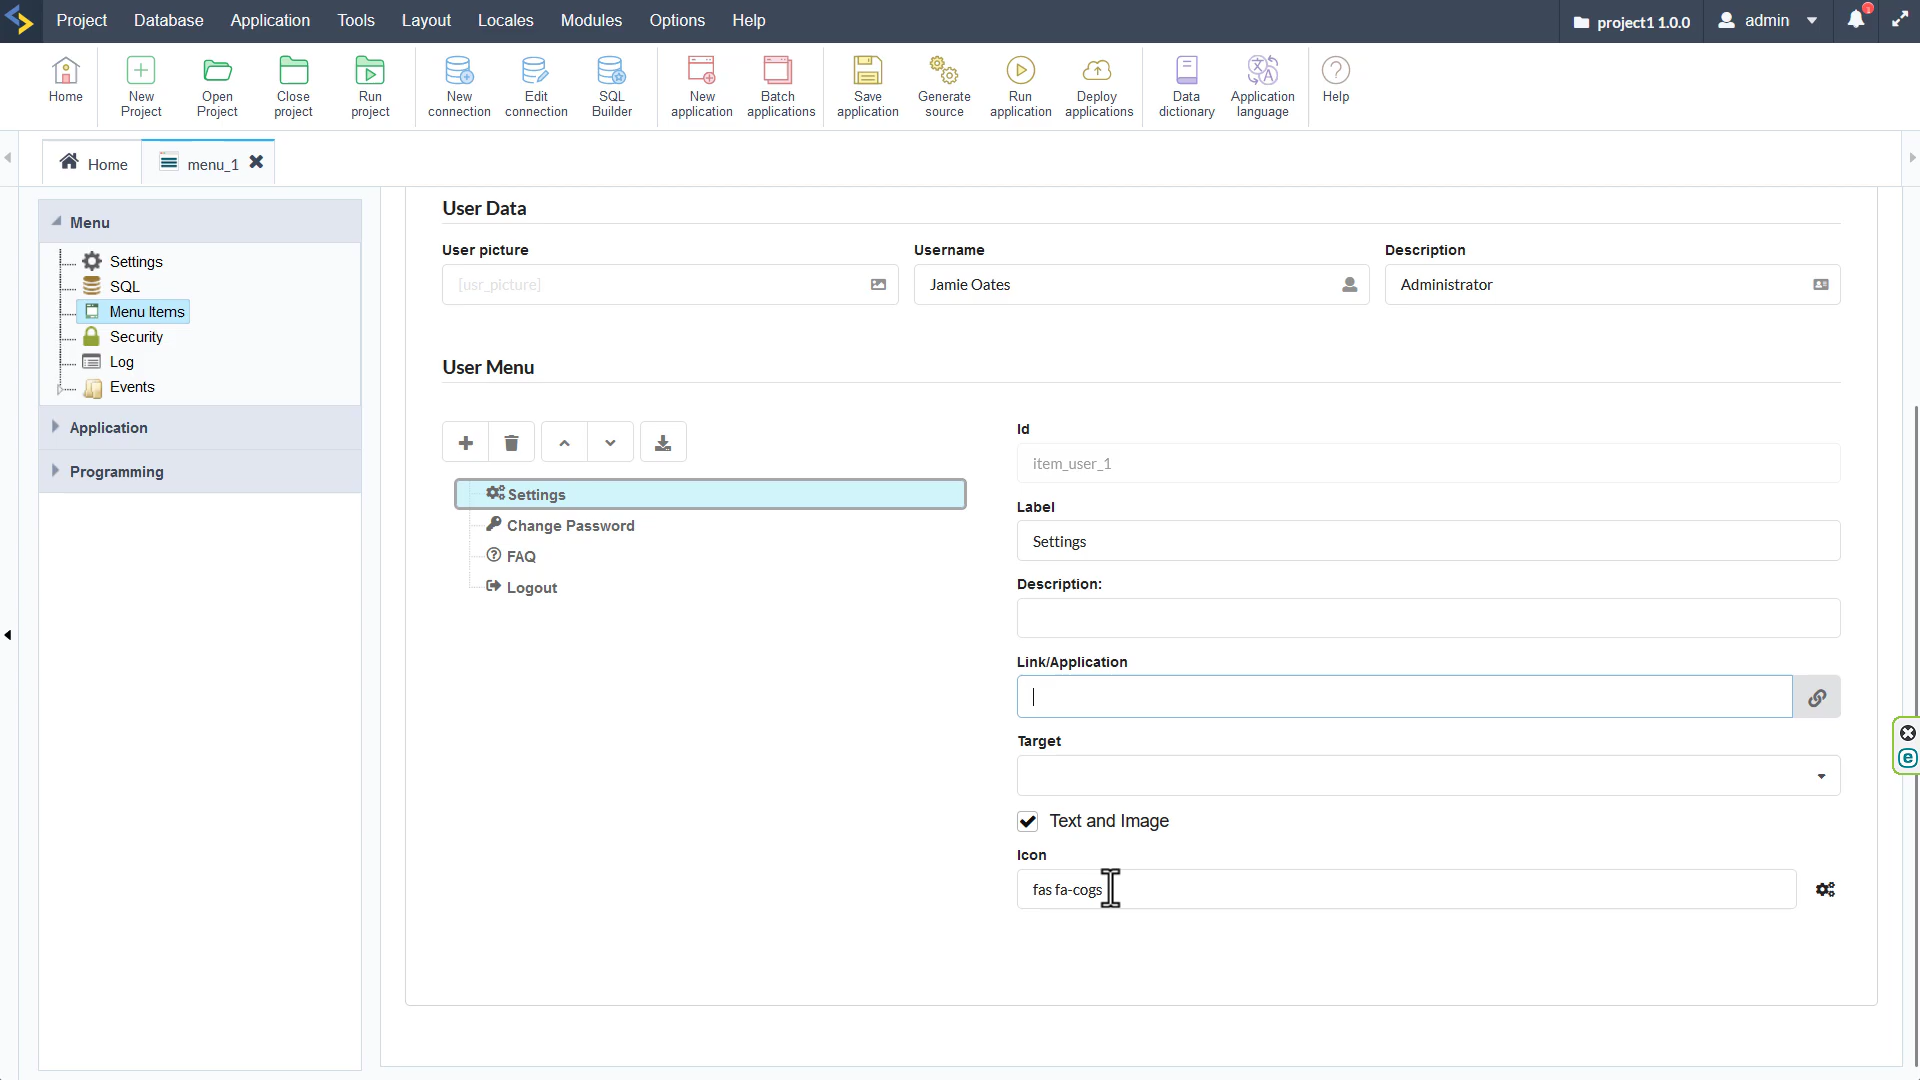 Project Database Application Tools Layout Locales Modules Options Help project1 1.0.0 admin 1
Home New Project Open Project Close project Run project New connection Edit connection SQL Builder New application Batch applications Save application Generate source Run application Deploy applications Data dictionary Application language Help
Home menu_1
Menu
Settings
SQL
Menu Items
Security
Log
Events
Application
Programming
User Data
User picture Username Description
[usr_picture] Jamie Oates Administrator
User Menu
Settings
Change Password
FAQ
Logout
Id
item_user_1
Label
Settings
Description:
Link/Application
Target
Text and Image
Icon
fas fa-cogs
e